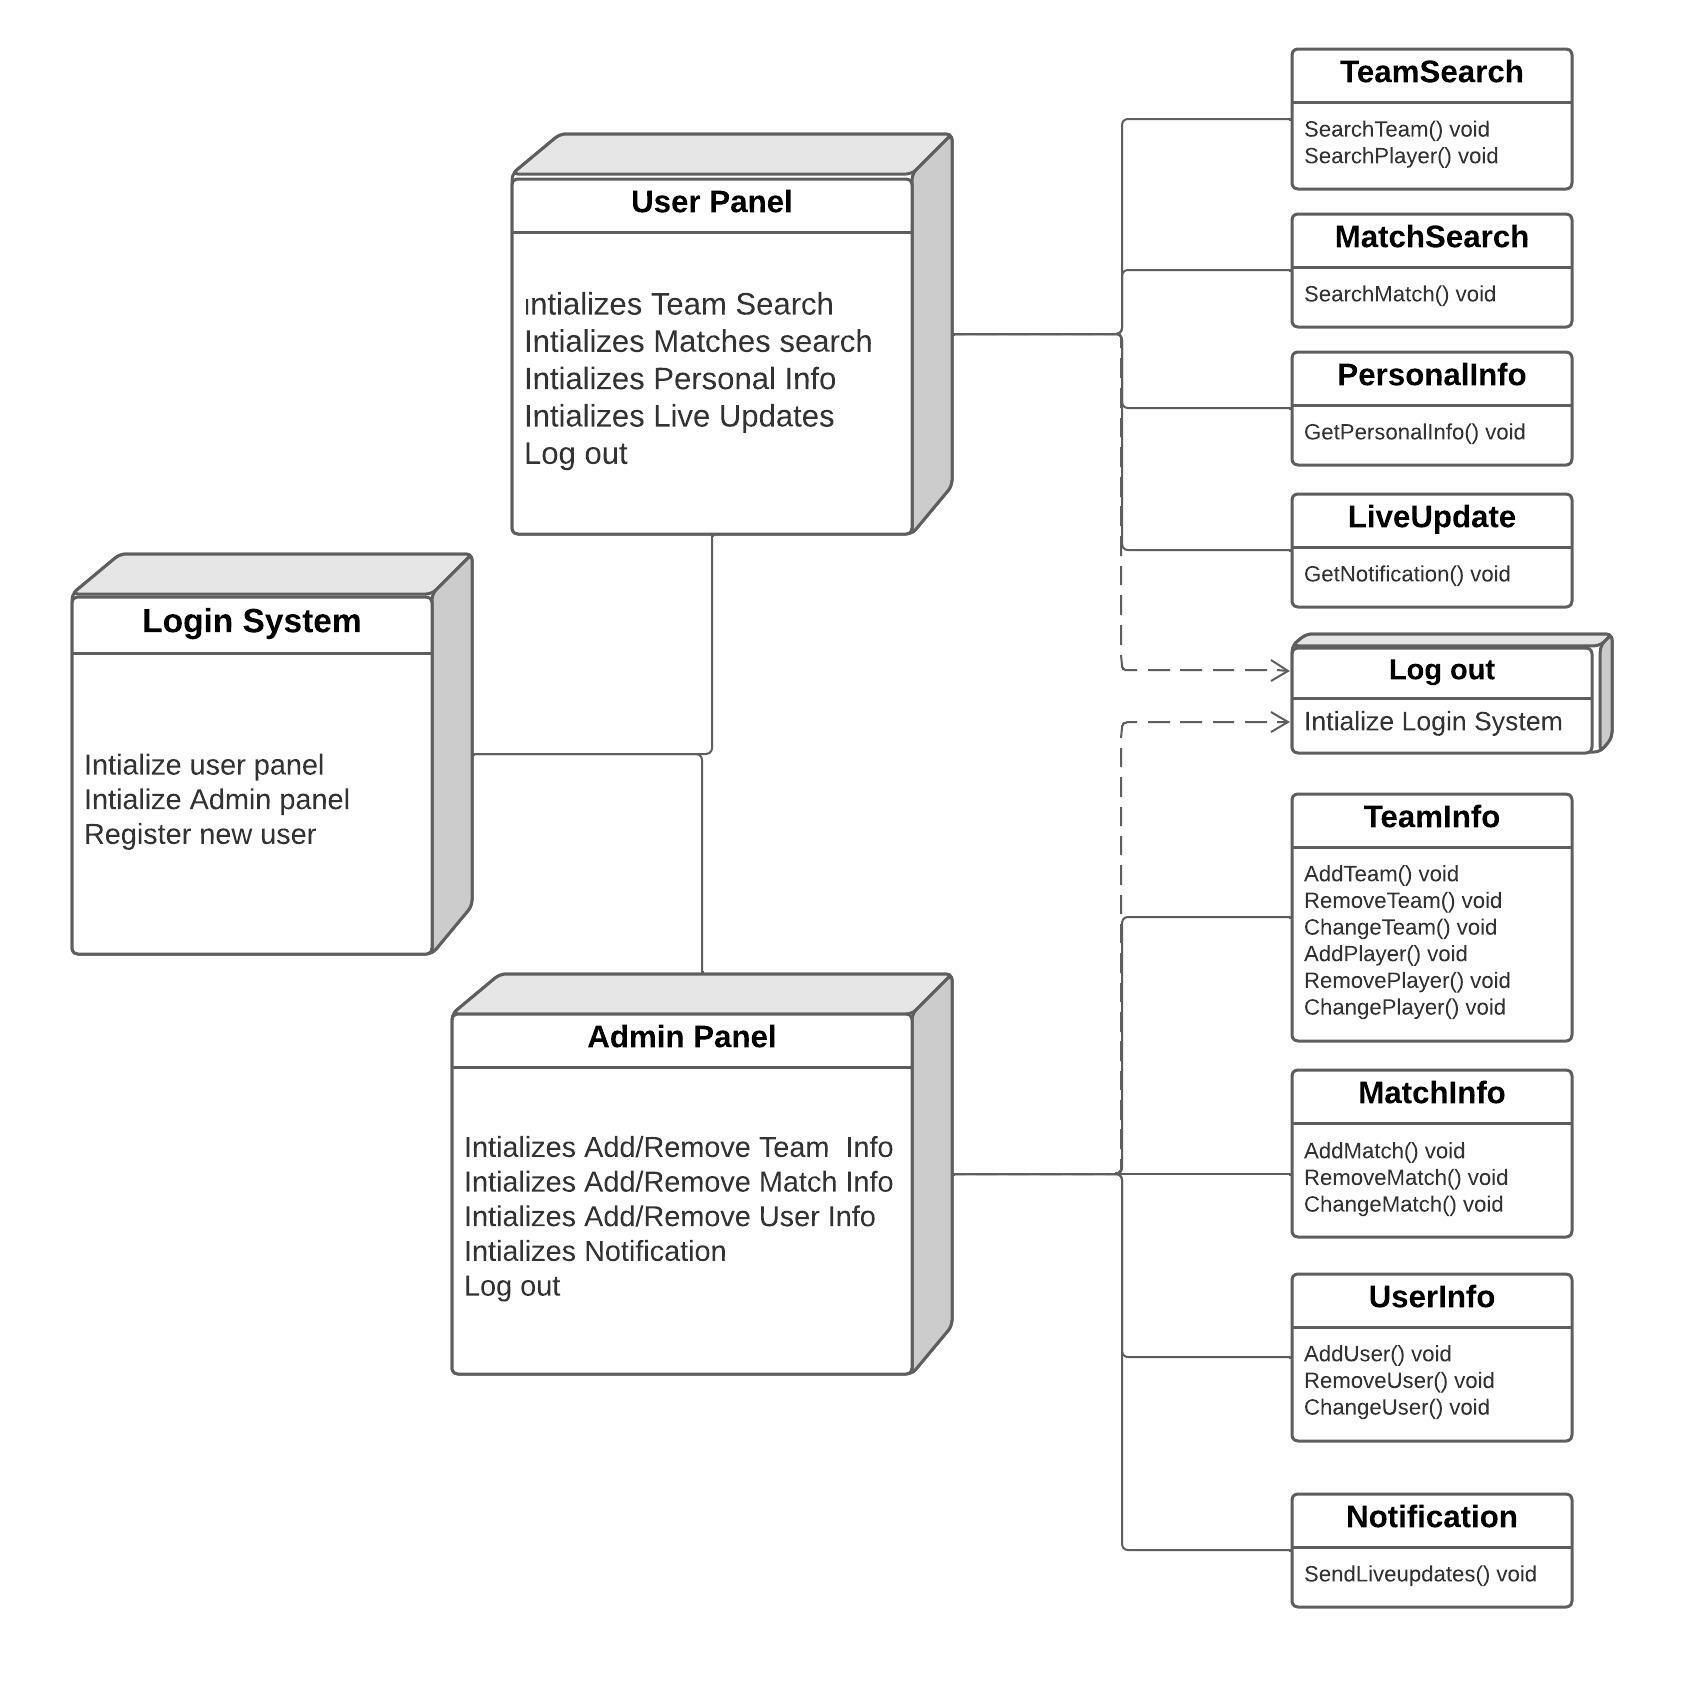 TeamSearch
SearchTeam() void
SearchPlayer() void
User Panel
Intializes Team Search
Intializes Matches search
Intializes Personal Info
Intializes Live Updates
Log out
MatchSearch
SearchMatch() void
PersonalInfo
GetPersonalInfo() void
LiveUpdate
GetNotification() void
Login System
Intialize user panel
Intialize Admin panel
Register new user
Log out
Intialize Login System
TeamInfo
AddTeam() void
RemoveTeam() void
ChangeTeam() void
AddPlayer() void
RemovePlayer() void
ChangePlayer() void
Admin Panel
Intializes Add/Remove Team  Info
Intializes Add/Remove Match Info
Intializes Add/Remove User Info
Intializes Notification
Log out
MatchInfo
AddMatch() void
RemoveMatch() void
ChangeMatch() void
UserInfo
AddUser() void
RemoveUser() void
ChangeUser() void
Notification
SendLiveupdates() void